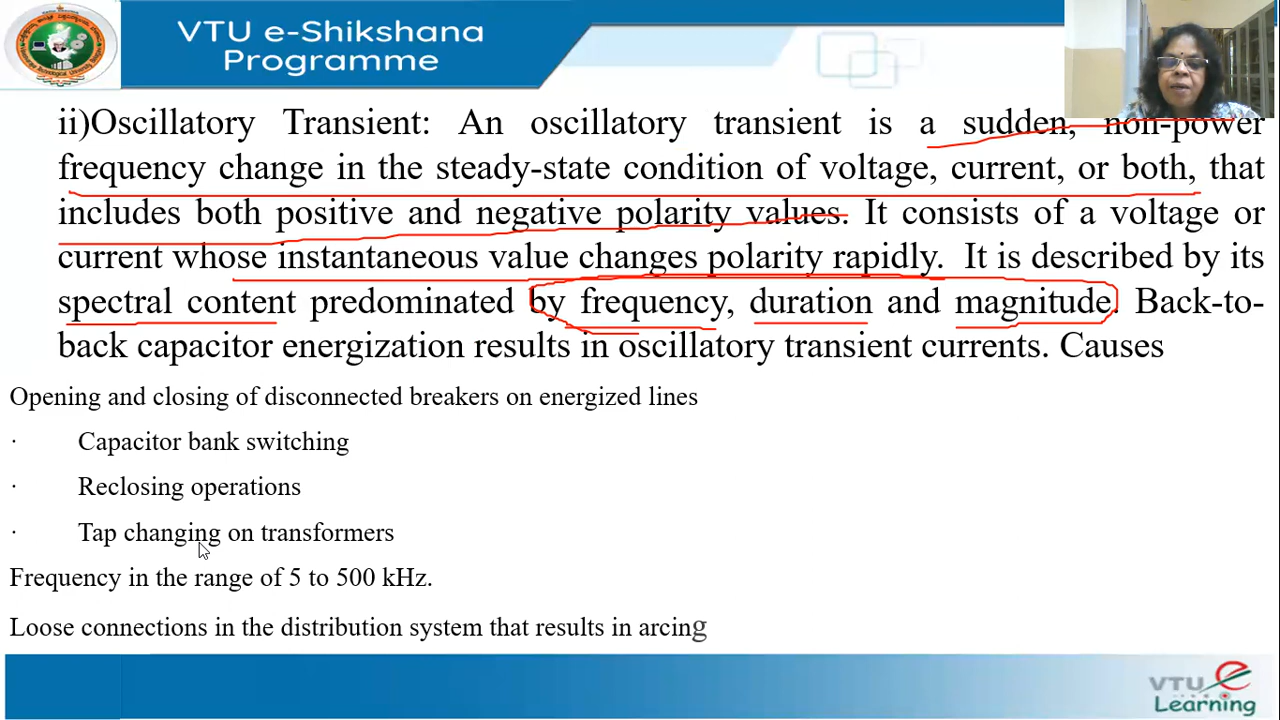 VTU e-Shikshana
Programme
ii)Oscillatory Transient: An oscillatory transient is a sudden, non-power
frequency change in the steady-state condition of voltage, current, or both, that
includes both positive and negative polarity values. It consists of a voltage or
current whose instantaneous value changes polarity rapidly. It is described by its
spectral content predominated by frequency, duration and magnitude. Back-to-
back capacitor energization results in oscillatory transient currents. Causes
Opening and closing of disconnected breakers on energized lines
· Capacitor bank switching
· Reclosing operations
· Tap changing on transformers
Frequency in the range of 5 to 500 kHz.
Loose connections in the distribution system that results in arcing
VTU e
Learning